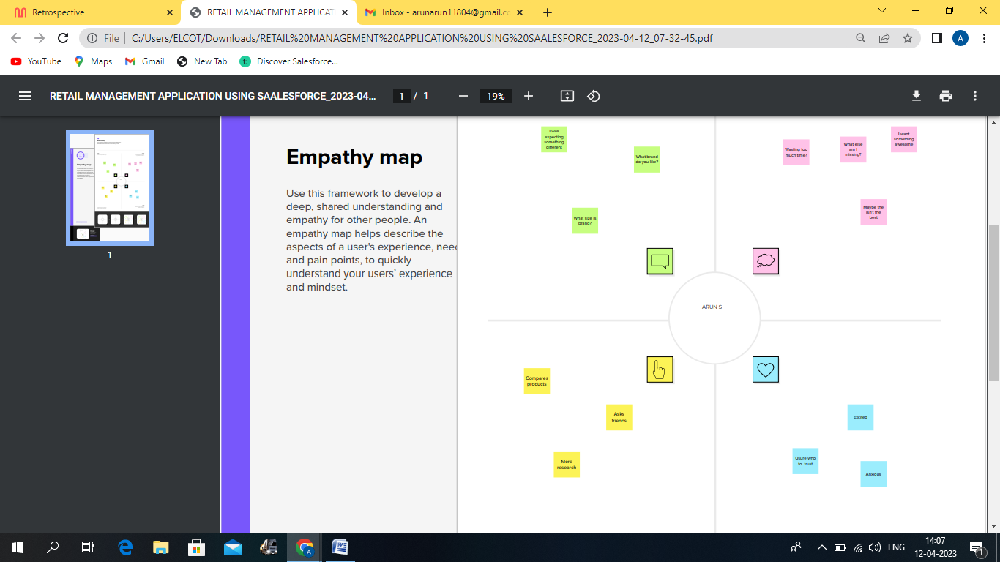 Retrospective
RETAIL MANAGEMENT APPLICAT
Inbox - arunarun11804@gmail.co
File
C:/Users/ELCOT/Downloads/RETAIL%20MANAGEMENT%20APPLICATION%20USING%20SAALESFORCE_2023-04-12_07-32-45.pdf
A
YouTube
Maps
Gmail
New Tab
Discover Salesforce...
RETAIL MANAGEMENT APPLICATION USING SAALESFORCE_2023-04...
1 / 1
19%
1
Empathy map
Use this framework to develop a
deep, shared understanding and
empathy for other people. An
empathy map helps describe the
aspects of a user's experience, need
and pain points, to quickly
understand your users' experience
and mindset.
I was
expecting
something
different
What brand
do you like?
What size is
brand?
Wasting too
much time?
What else
am I
missing?
I want
something
awesome
Maybe the
isn't the
best
ARUN S
Compares
products
Asks
friends
More
research
Excited
Usure who
to trust
Anxious
A
ENG
14:07
12-04-2023
1